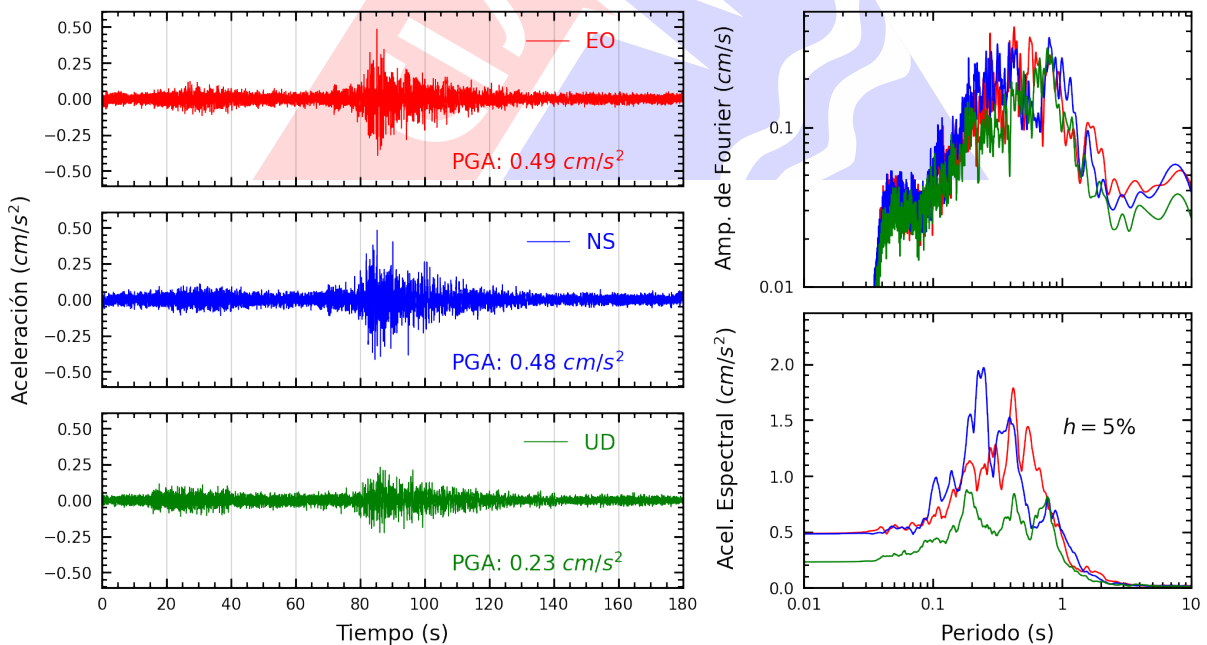 Aceleración (cm/s²)
0.50
0.25
0.00
−0.25
−0.50
EO
PGA: 0.49 cm/s²
0.50
0.25
0.00
−0.25
−0.50
NS
PGA: 0.48 cm/s²
0.50
0.25
0.00
−0.25
−0.50
UD
PGA: 0.23 cm/s²
0 20 40 60 80 100 120 140 160 180
Tiempo (s)
Amp. de Fourier (cm/s)
0.1
0.01
Acel. Espectral (cm/s²)
2.0
1.5
1.0
0.5
0.0
h = 5%
0.01 0.1 1 10
Periodo (s)